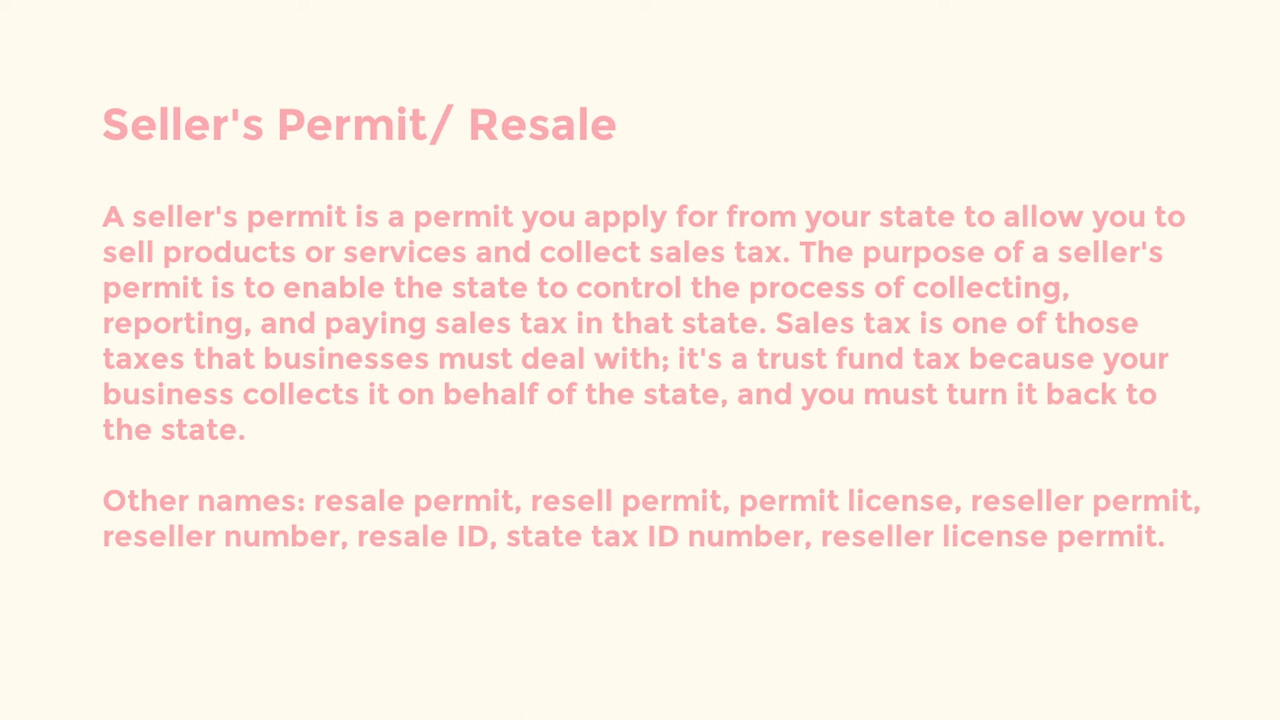 Seller's Permit/ Resale
A seller's permit is a permit you apply for from your state to allow you to
sell products or services and collect sales tax. The purpose of a seller's
permit is to enable the state to control the process of collecting,
reporting, and paying sales tax in that state. Sales tax is one of those
taxes that businesses must deal with; it's a trust fund tax because your
business collects it on behalf of the state, and you must turn it back to
the state.
Other names: resale permit, resell permit, permit license, reseller permit,
reseller number, resale ID, state tax ID number, reseller license permit.